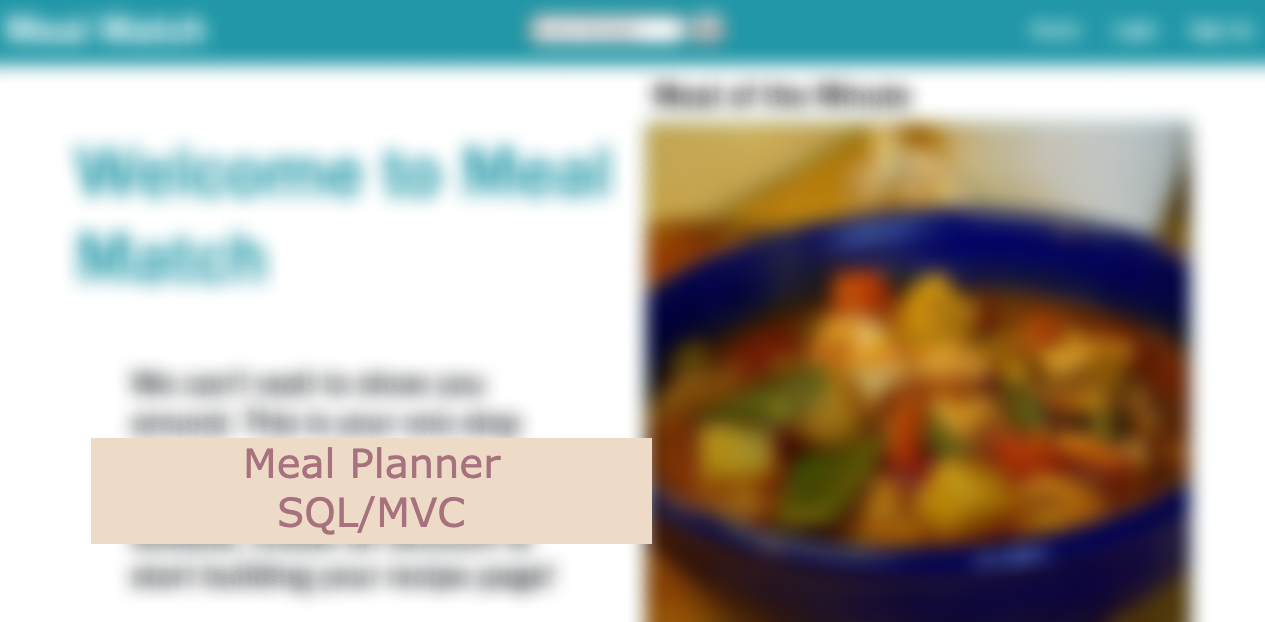 Meal Match
Meal of the Minute
Welcome to Meal
Match
We can't wait to show you
around. This is your one stop
Meal Planner
SQL/MVC
start building your recipe page!